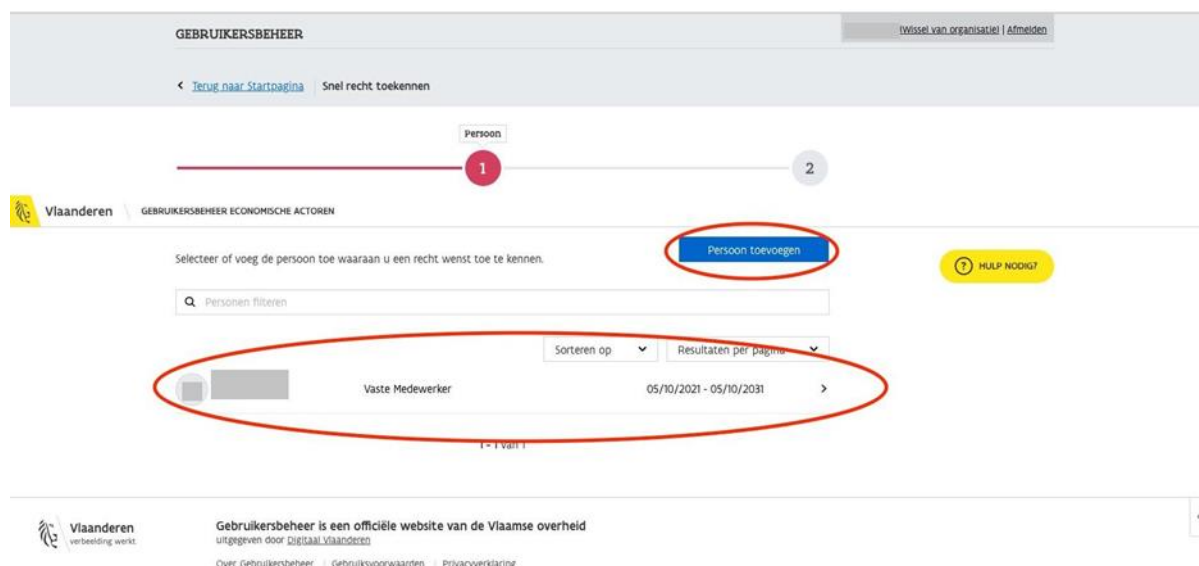 GEBRUIKERSBEHEER
(Wissel van organisatie) | Afmelden
Terug naar Startpagina
Snel recht toekennen
Persoon
1
2
Vlaanderen
GEBRUIKERSBEHEER ECONOMISCHE ACTOREN
Persoon toevoegen
Selecteer of voeg de persoon toe waaraan u een recht wenst toe te kennen.
HULP NODIG?
Personen filteren
Sorteren op
Resultaten per pagina
Vaste Medewerker
05/10/2021 - 05/10/2031
1 - 1 van 1
Vlaanderen
verbeelding werkt
Gebruikersbeheer is een officiële website van de Vlaamse overheid
uitgegeven door Digitaal Vlaanderen
Over Gebruikersbeheer | Gebruiksvoorwaarden | Privacyverklaring